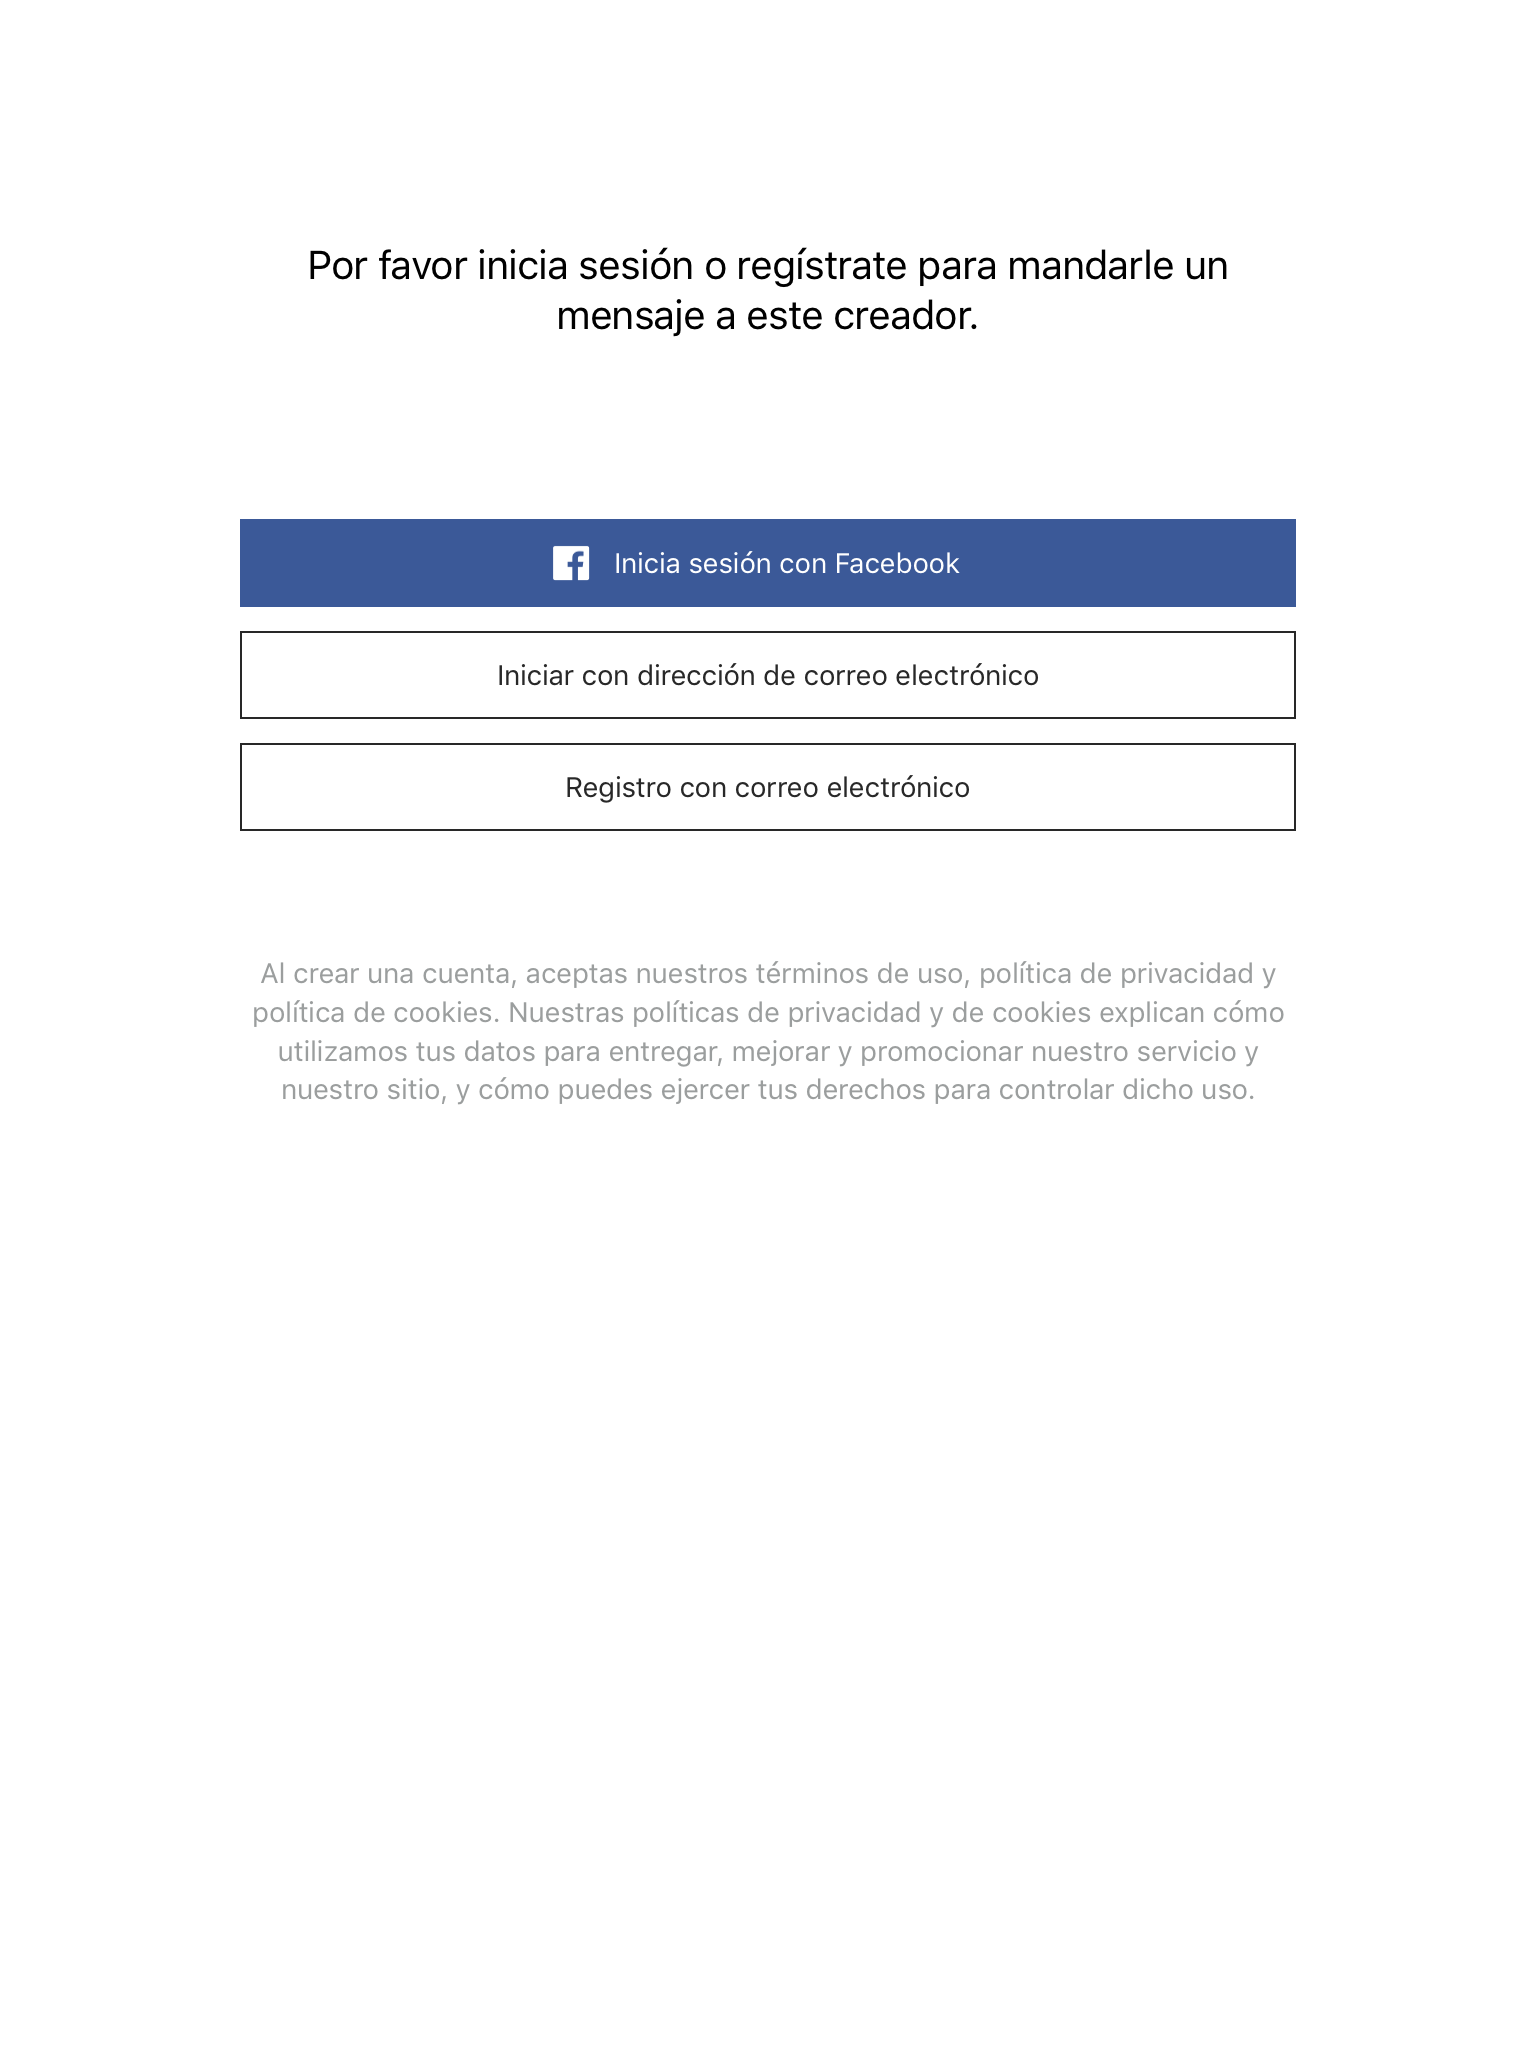 Por favor inicia sesión o regístrate para mandarle un
mensaje a este creador.
Inicia sesión con Facebook
Iniciar con dirección de correo electrónico
Registro con correo electrónico
Al crear una cuenta, aceptas nuestros términos de uso, política de privacidad y
política de cookies. Nuestras políticas de privacidad y de cookies explican cómo
utilizamos tus datos para entregar, mejorar y promocionar nuestro servicio y
nuestro sitio, y cómo puedes ejercer tus derechos para controlar dicho uso.